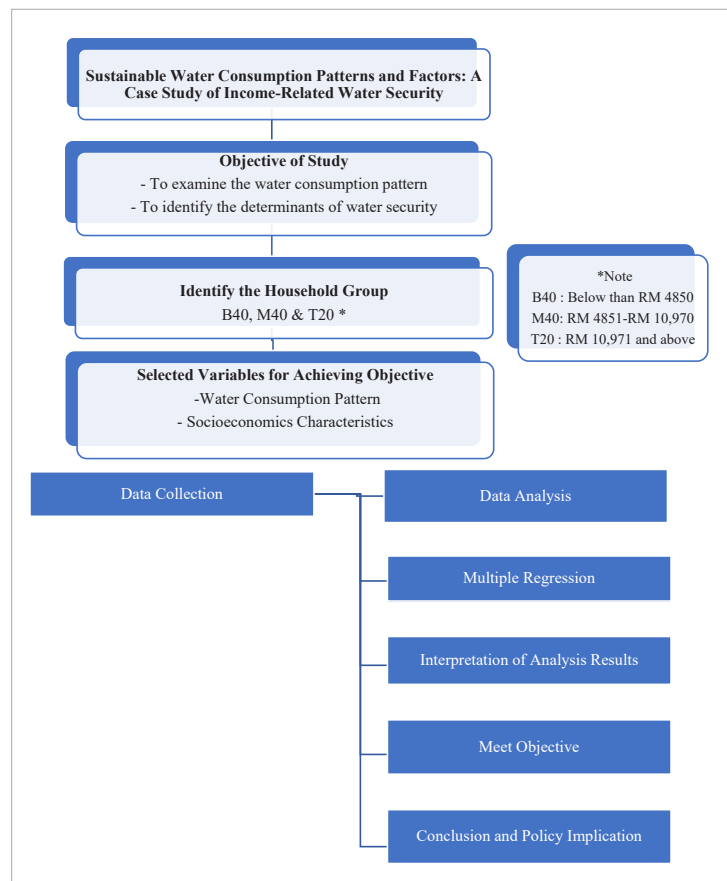 Sustainable Water Consumption Patterns and Factors: A
Case Study of Income-Related Water Security
Objective of Study
- To examine the water consumption pattern
- To identify the determinants of water security
Identify the Household Group
B40, M40 & T20 *
*Note
B40 : Below than RM 4850
M40: RM 4851-RM 10,970
T20 : RM 10,971 and above
Selected Variables for Achieving Objective
-Water Consumption Pattern
- Socioeconomics Characteristics
Data Collection
Data Analysis
Multiple Regression
Interpretation of Analysis Results
Meet Objective
Conclusion and Policy Implication